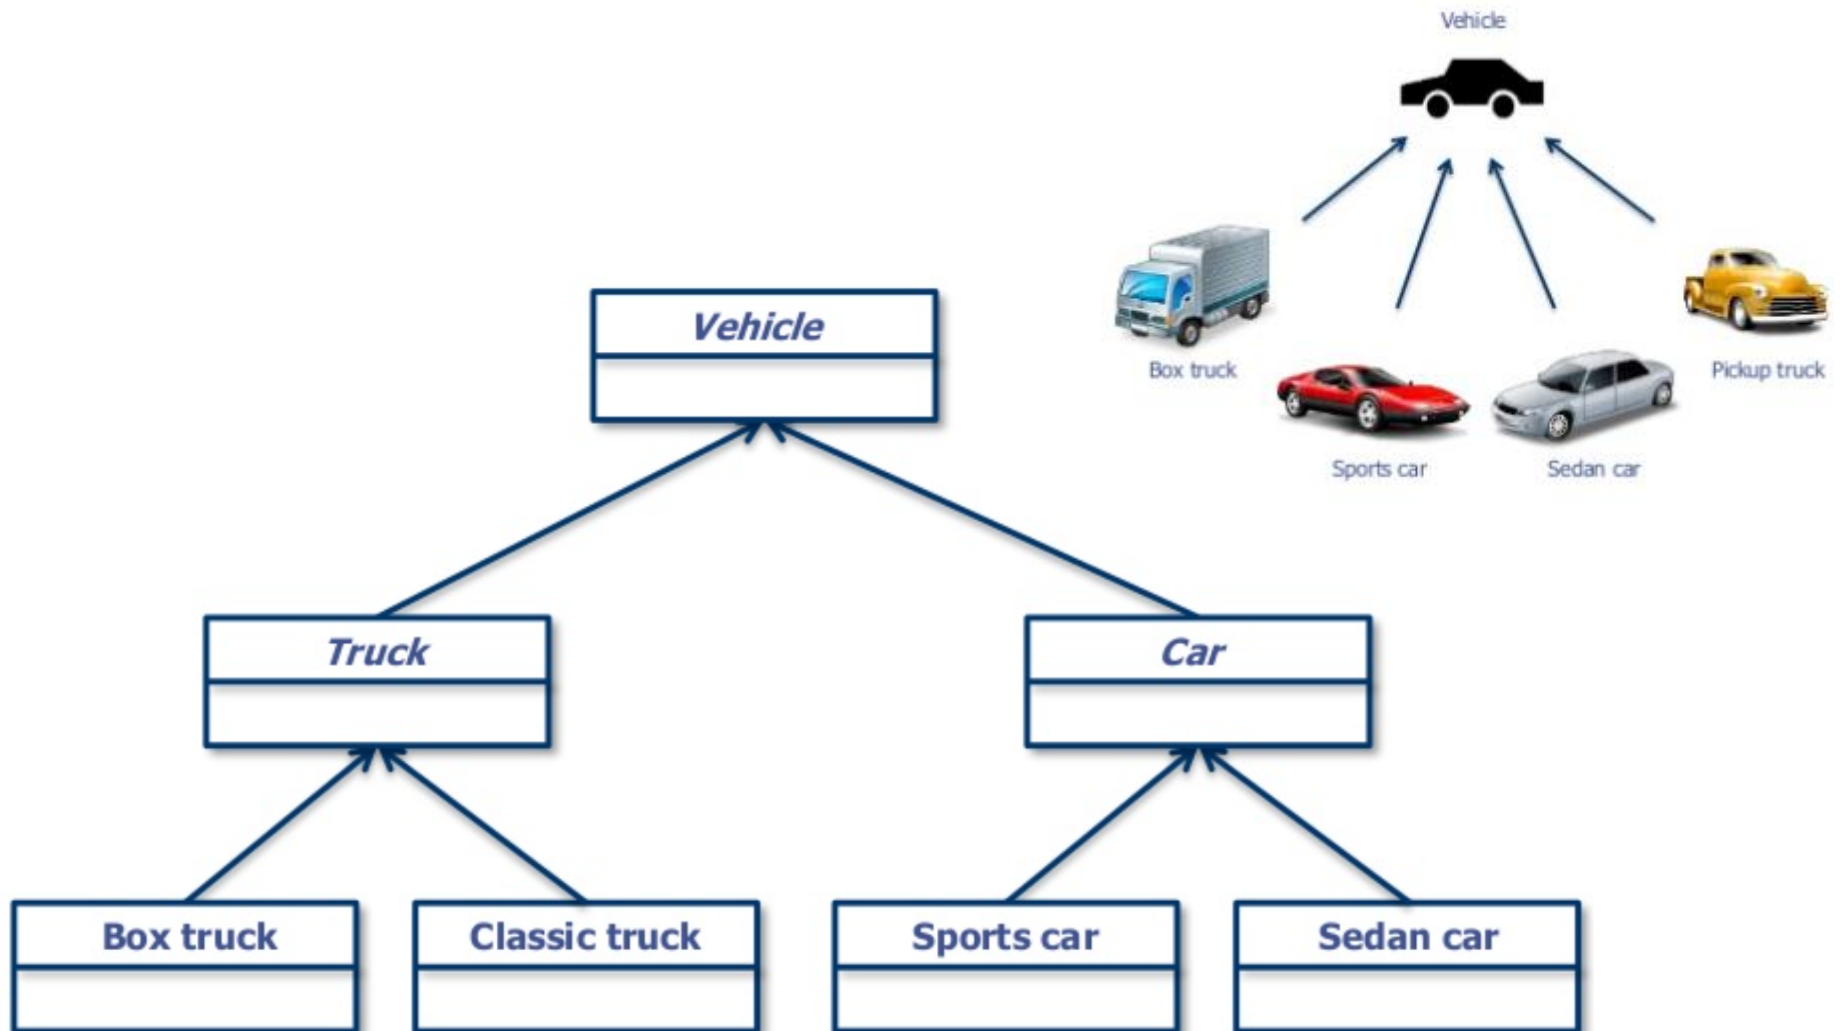 Vehicle
Box truck
Pickup truck
Sports car
Sedan car
Vehicle
Truck
Car
Box truck
Classic truck
Sports car
Sedan car